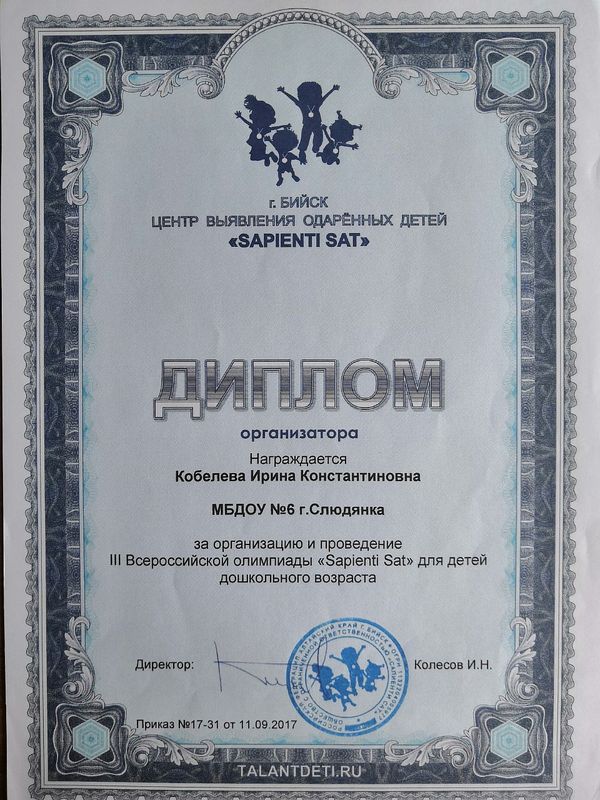 г. БИЙСК
ЦЕНТР ВЫЯВЛЕНИЯ ОДАРЁННЫХ ДЕТЕЙ
«SAPIENTI SAT»
ДИПЛОМ
организатора
Награждается
Кобелева Ирина Константиновна
МБДОУ №6 г.Слюдянка
за организацию и проведение
III Всероссийской олимпиады «Sapienti Sat» для детей
дошкольного возраста
Директор:
Колесов И.Н.
Приказ №17-31 от 11.09.2017
TALANTDETI.RU